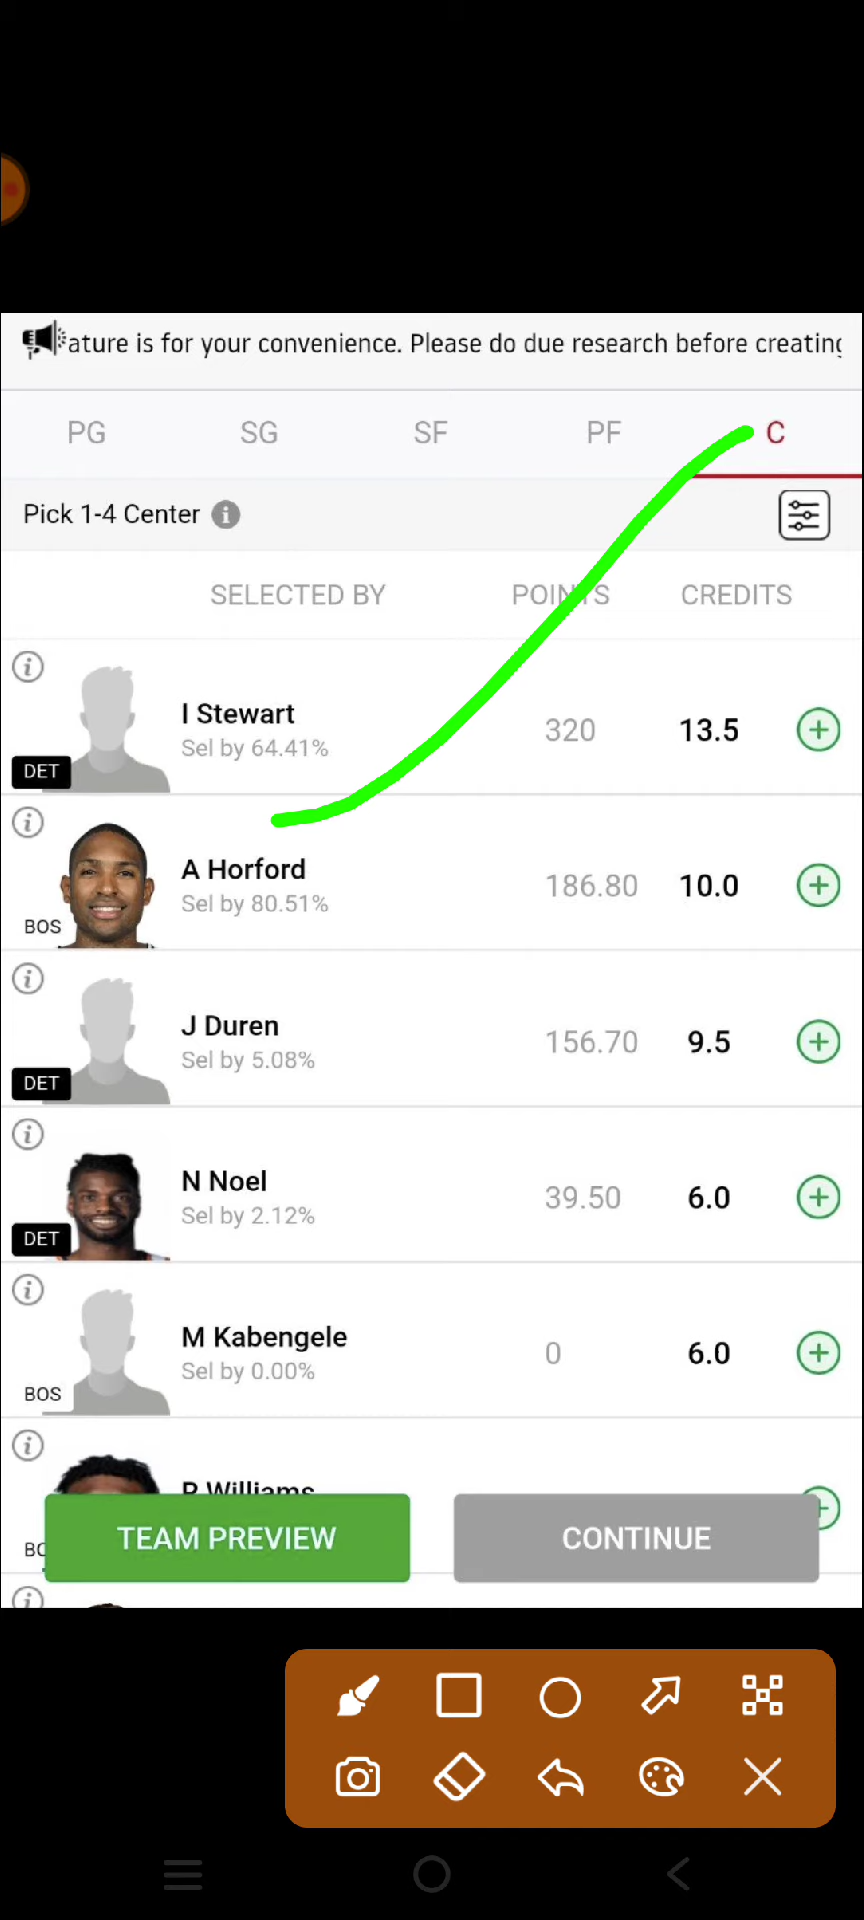 ature is for your convenience. Please do due research before creating
PG SG SF PF C
Pick 1-4 Center
SELECTED BY POINTS CREDITS
I Stewart
Sel by 64.41%
320 13.5
DET
A Horford
Sel by 80.51%
186.80 10.0
BOS
J Duren
Sel by 5.08%
156.70 9.5
DET
N Noel
Sel by 2.12%
39.50 6.0
DET
M Kabengele
Sel by 0.00%
0 6.0
BOS
Williams
TEAM PREVIEW CONTINUE